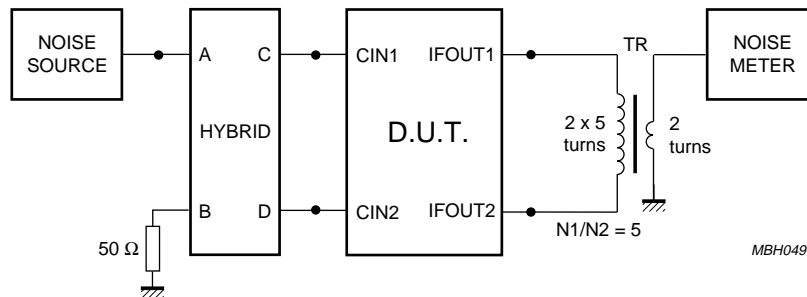 NOISE
SOURCE
A
B
C
D
HYBRID
50 Ω
CIN1
CIN2
IFOUT1
IFOUT2
D.U.T.
TR
2 x 5
turns
2
turns
N1/N2 = 5
NOISE
METER
MBH049